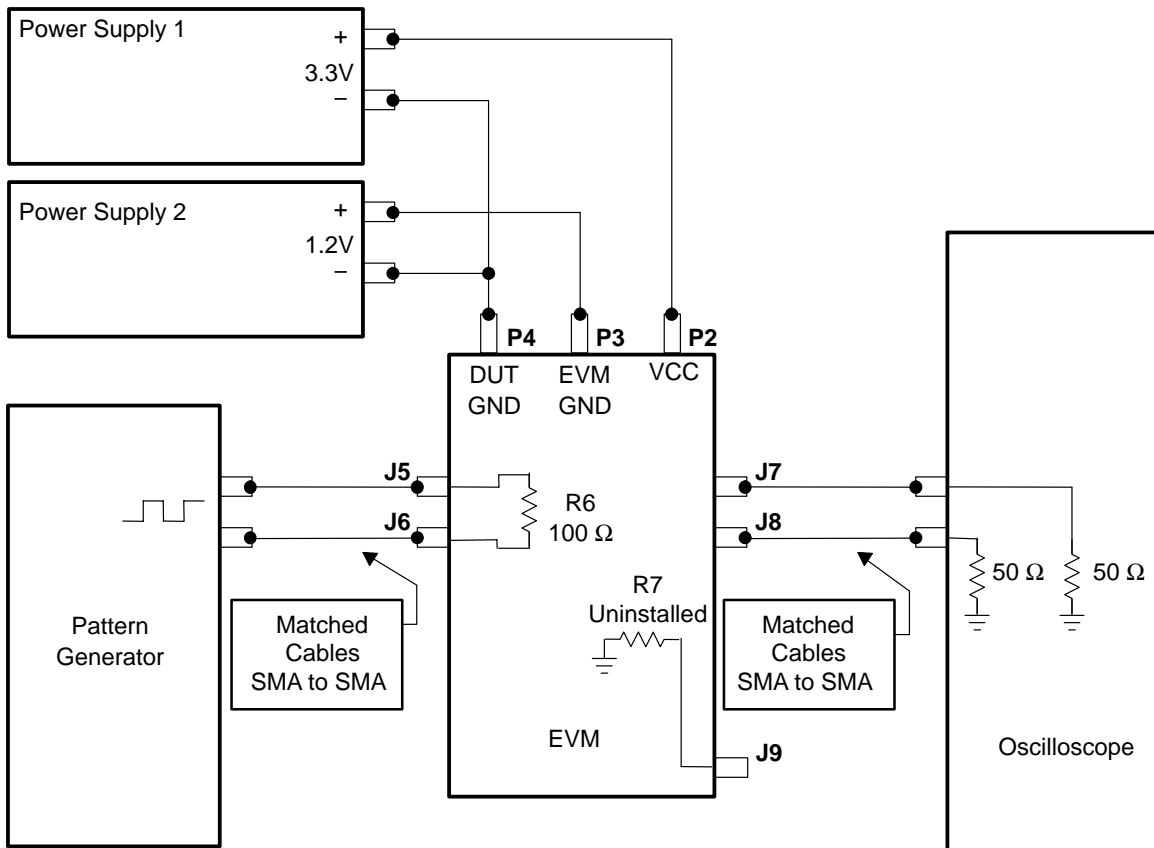 Power Supply 1
+
3.3V
−
Power Supply 2
+
1.2V
−
P4
P3
P2
DUT
GND
EVM
GND
VCC
J5
J6
R6
100 Ω
J7
J8
50 Ω
50 Ω
Pattern
Generator
Matched
Cables
SMA to SMA
R7
Uninstalled
Matched
Cables
SMA to SMA
EVM
J9
Oscilloscope